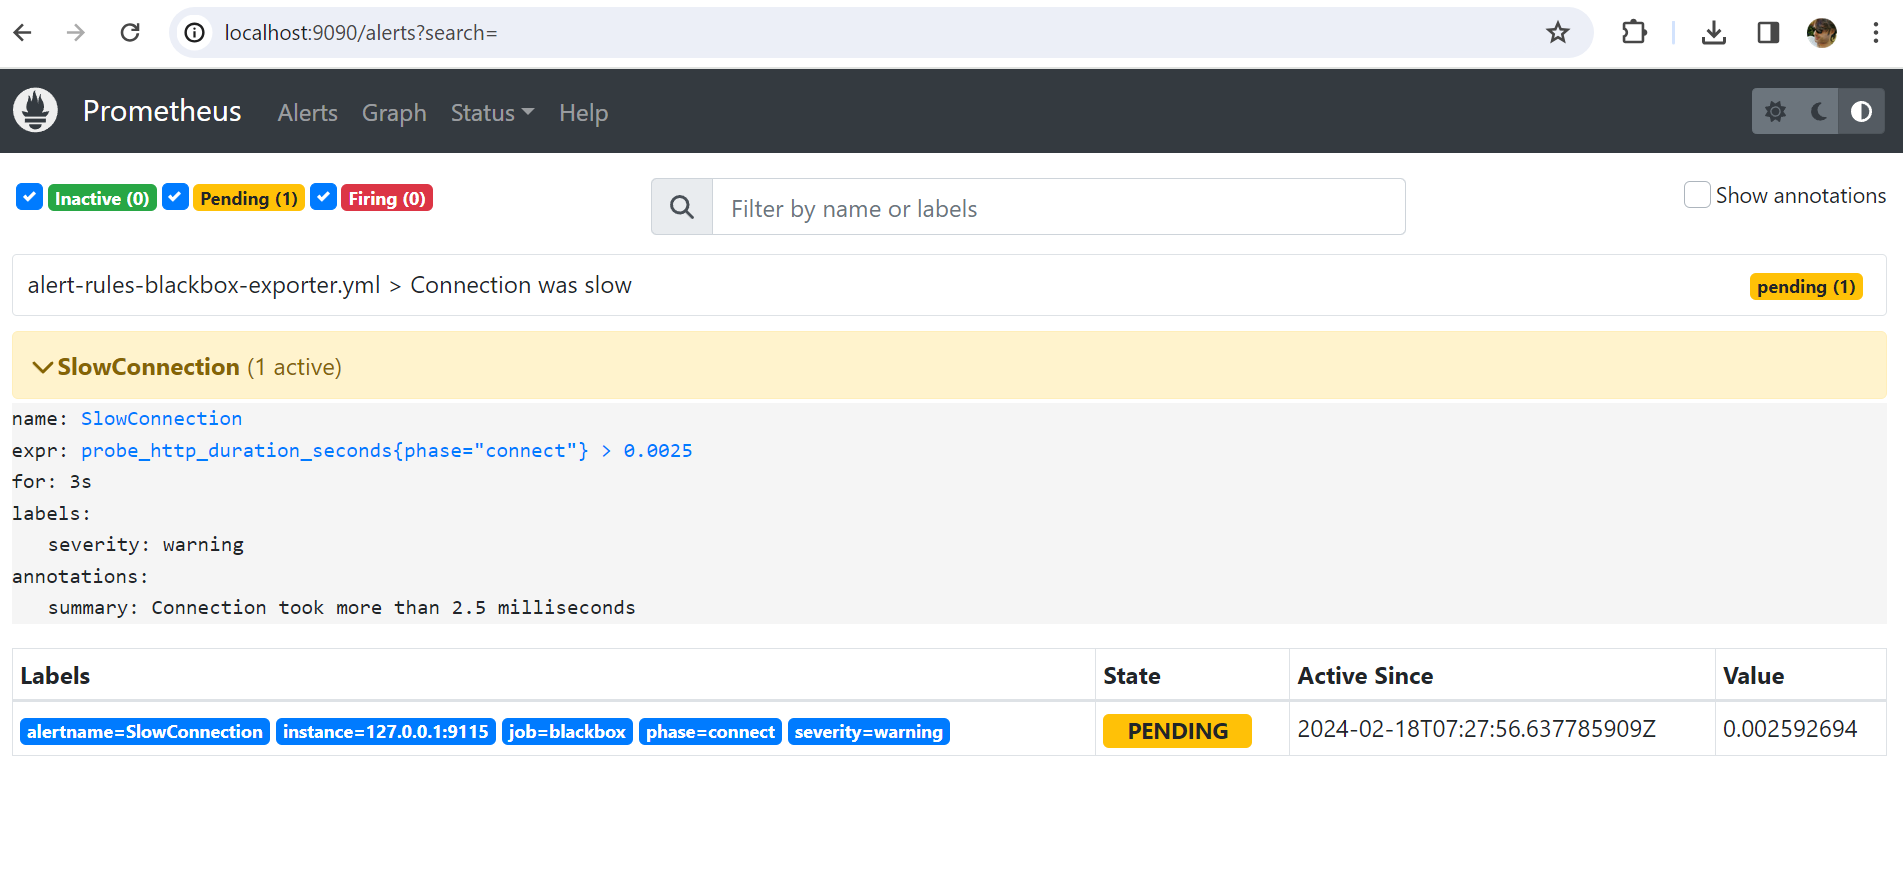 localhost:9090/alerts?search=
Prometheus Alerts Graph Status Help
Inactive (0) Pending (1) Firing (0) Filter by name or labels Show annotations
alert-rules-blackbox-exporter.yml > Connection was slow pending (1)
SlowConnection (1 active)
name: SlowConnection
expr: probe_http_duration_seconds{phase="connect"} > 0.0025
for: 3s
labels:
severity: warning
annotations:
summary: Connection took more than 2.5 milliseconds
Labels State Active Since Value
alertname=SlowConnection instance=127.0.0.1:9115 job=blackbox phase=connect severity=warning PENDING 2024-02-18T07:27:56.637785909Z 0.002592694